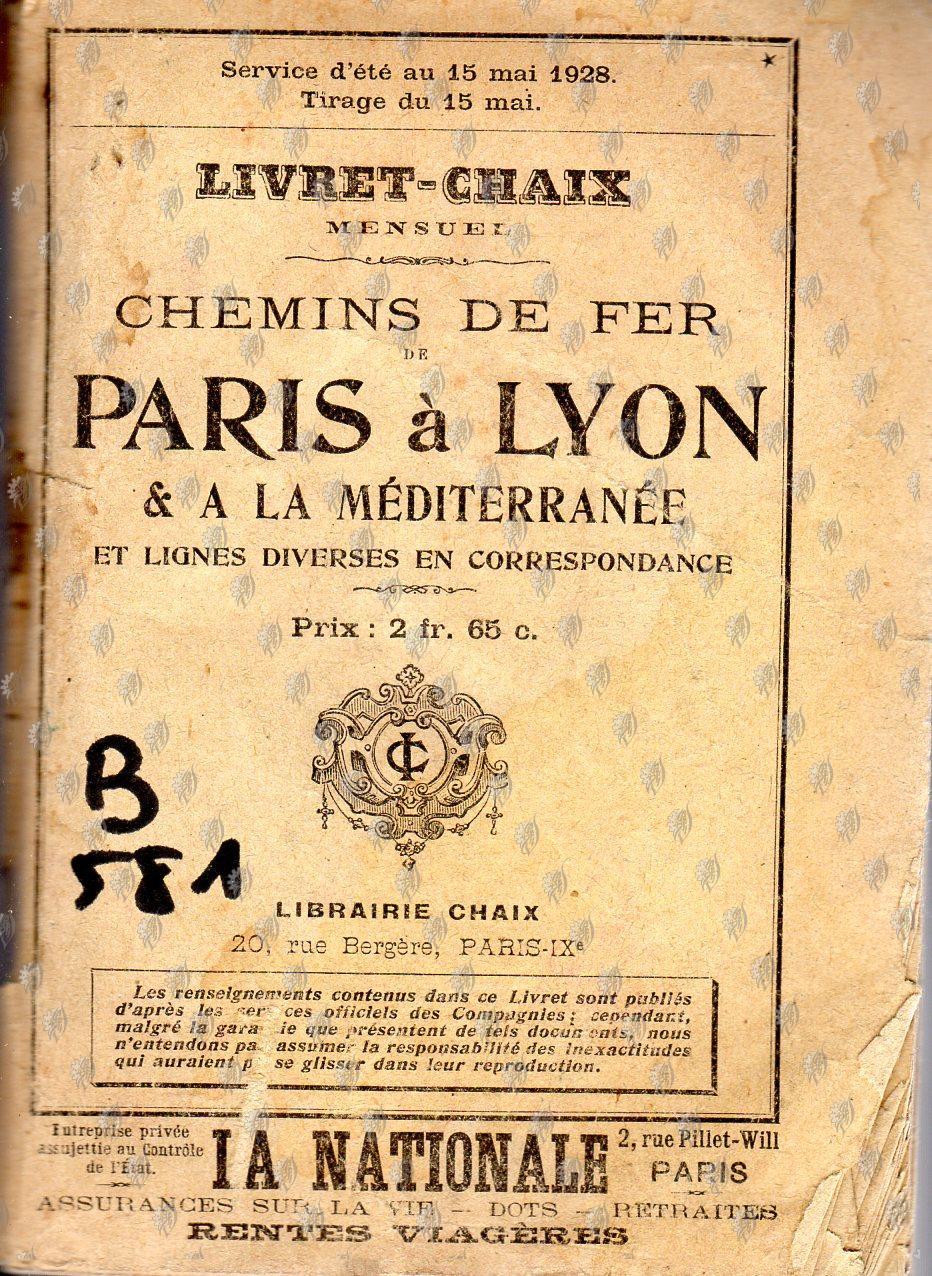 Service d'été au 15 mai 1928.
Tirage du 15 mai.
LIVRET-CHAIX
MENSUEL
CHEMINS DE FER
DE
PARIS à LYON
& A LA MÉDITERRANÉE
ET LIGNES DIVERSES EN CORRESPONDANCE
Prix : 2 fr. 65 c.
B
581
LIBRAIRIE CHAIX
20, rue Bergère, PARIS-IXe
Les renseignements contenus dans ce Livret sont publiés
d'après les ces officiels des Compagnies ; cependant,
malgré la que présentent de tels documents, nous
n'entendons pas assumer la responsabilité des inexactitudes
qui auraient se glisser dans leur reproduction.
Entreprise privée
assujettie au Contrôle
de l'État.
LA NATIONALE
2, rue Pillet-Will
PARIS
ASSURANCES SUR LA VIE - DOTS - RETRAITES
RENTES VIAGÈRES